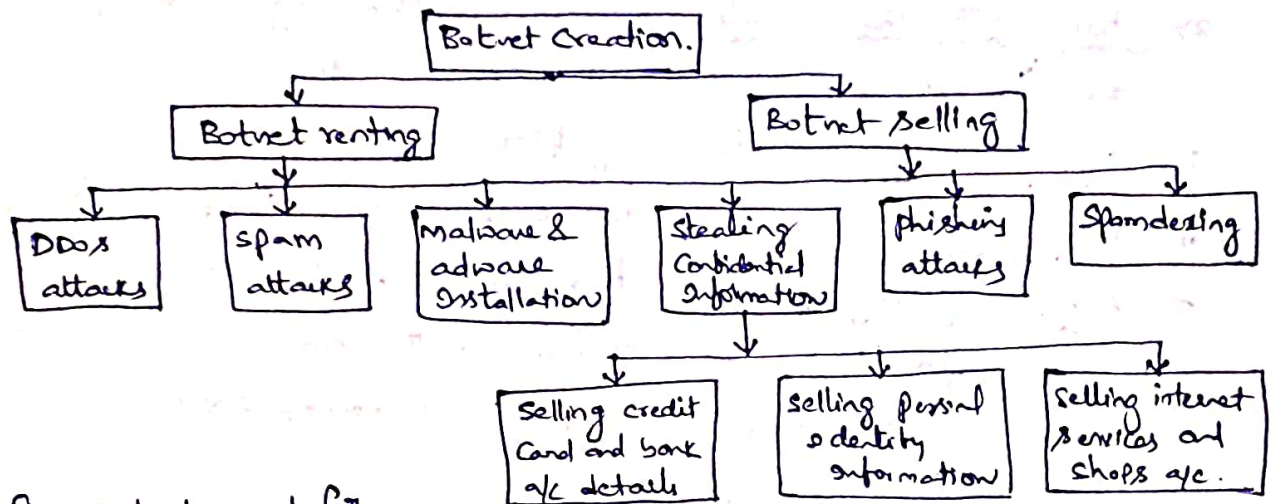 Botnet Creation.
Botnet renting
Botnet selling
DDos
attacks
spam
attacks
malware &
adware
Installation
Stealing
Confidential
Information
phishing
attacks
Spamdexing
Selling credit
Card and bank
a/c details
selling Personal
identity
information
Selling internet
services and
shops a/c.